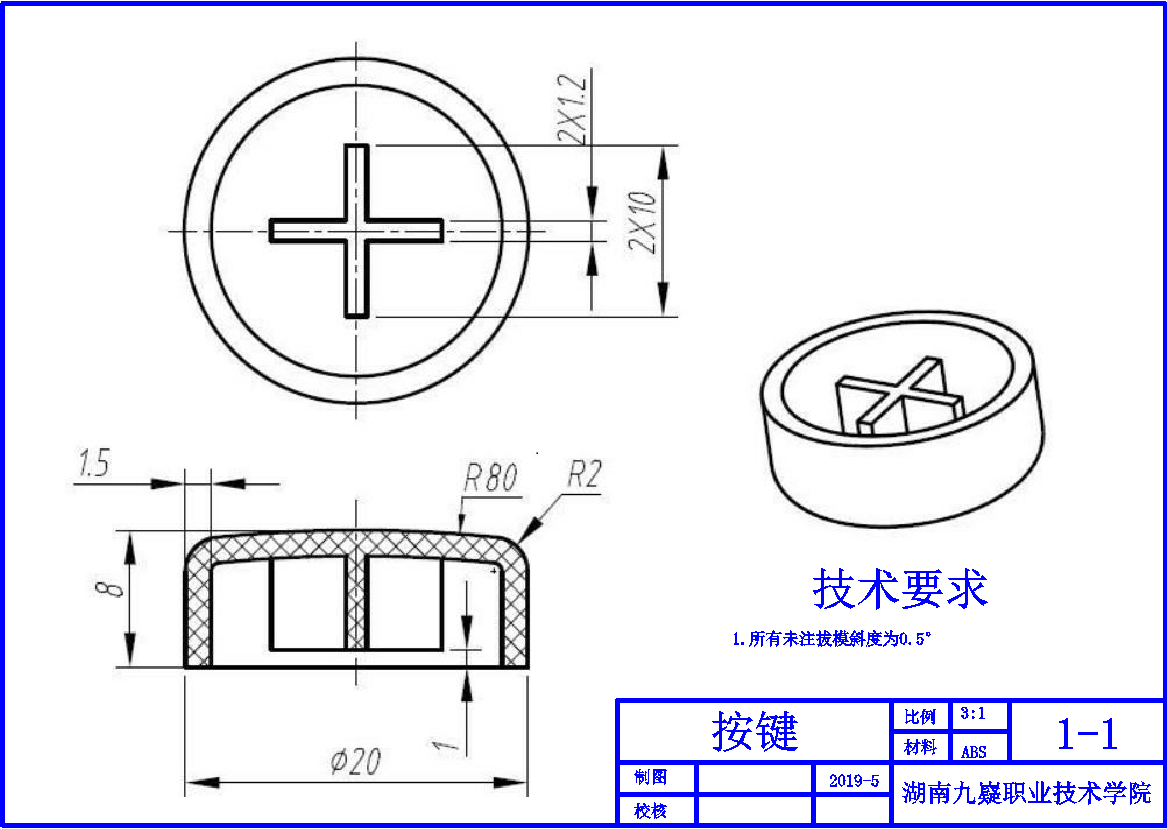 2X1.2
2X10
1.5
R80
R2
8
1
ϕ20
技术要求
1.所有未注拔模斜度为0.5°
按键
比例
3:1
1-1
材料
ABS
制图
2019-5
湖南九嶷职业技术学院
校核